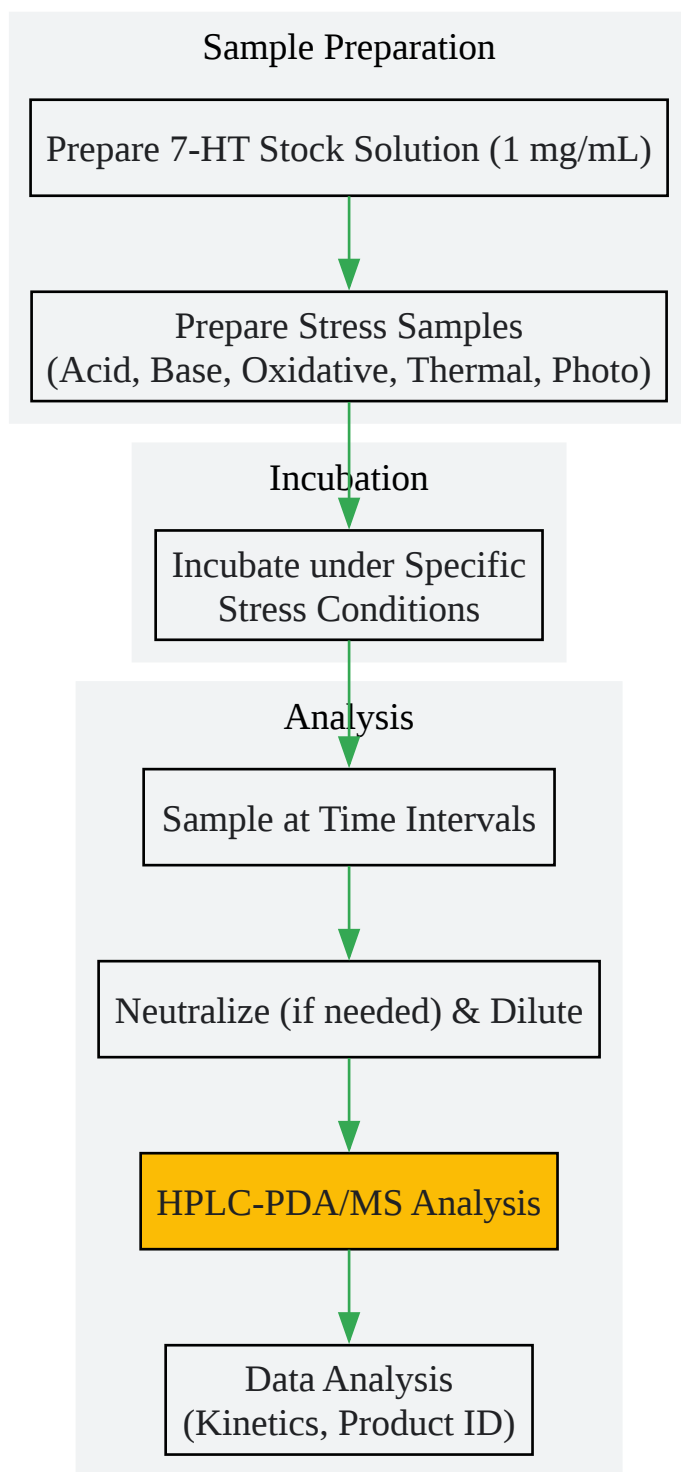 Sample Preparation
Prepare 7-HT Stock Solution (1 mg/mL)
Prepare Stress Samples
(Acid, Base, Oxidative, Thermal, Photo)
Incubation
Incubate under Specific
Stress Conditions
Analysis
Sample at Time Intervals
Neutralize (if needed) & Dilute
HPLC-PDA/MS Analysis
Data Analysis
(Kinetics, Product ID)